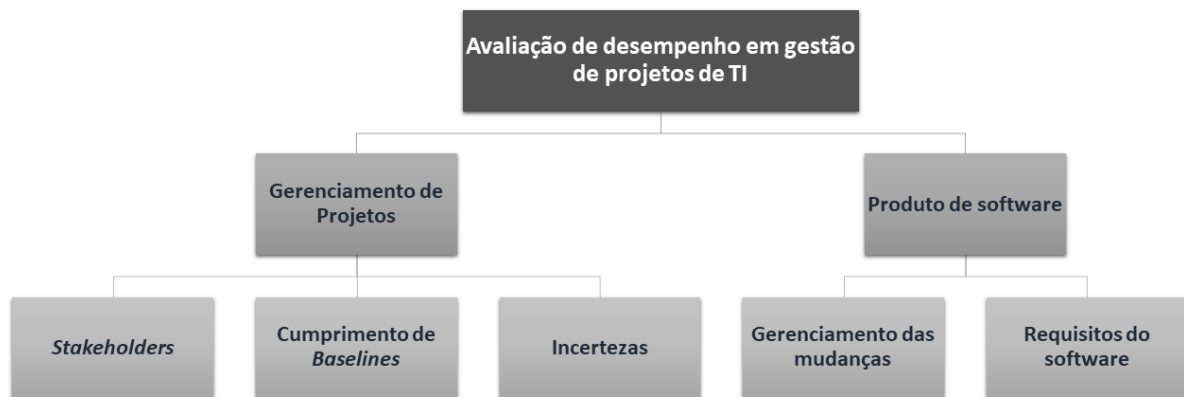 Avaliação de desempenho em gestão
de projetos de TI
Gerenciamento de
Projetos
Produto de software
Stakeholders
Cumprimento de
Baselines
Incertezas
Gerenciamento das
mudanças
Requisitos do
software